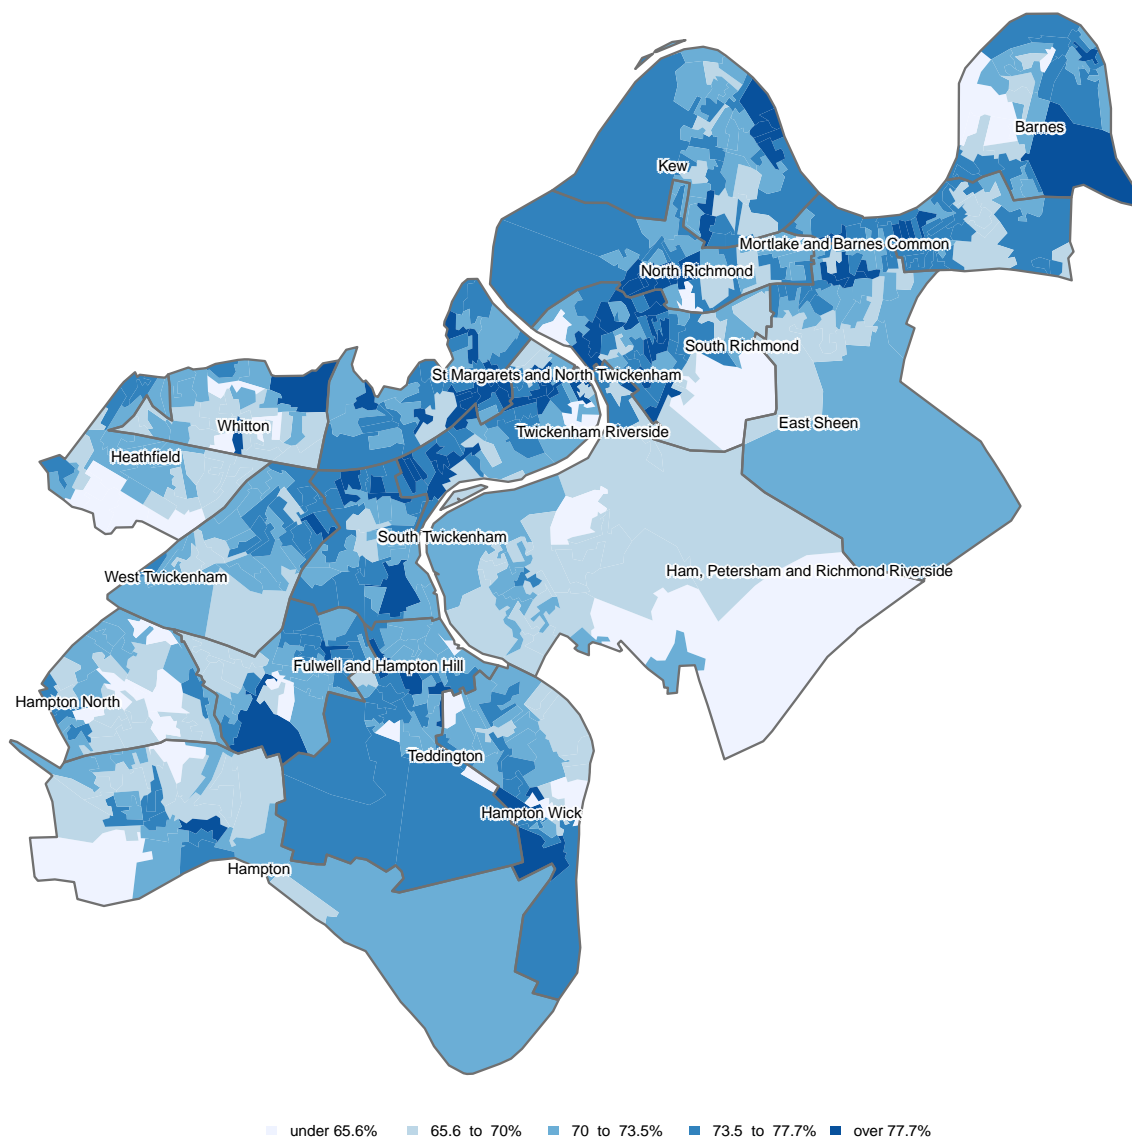 Barnes
Kew
Mortlake and Barnes Common
North Richmond
South Richmond
St Margarets and North Twickenham
East Sheen
Whitton
Twickenham Riverside
Heathfield
South Twickenham
Ham, Petersham and Richmond Riverside
West Twickenham
Fulwell and Hampton Hill
Hampton North
Teddington
Hampton Wick
Hampton
under 65.6% 65.6 to 70% 70 to 73.5% 73.5 to 77.7% over 77.7%